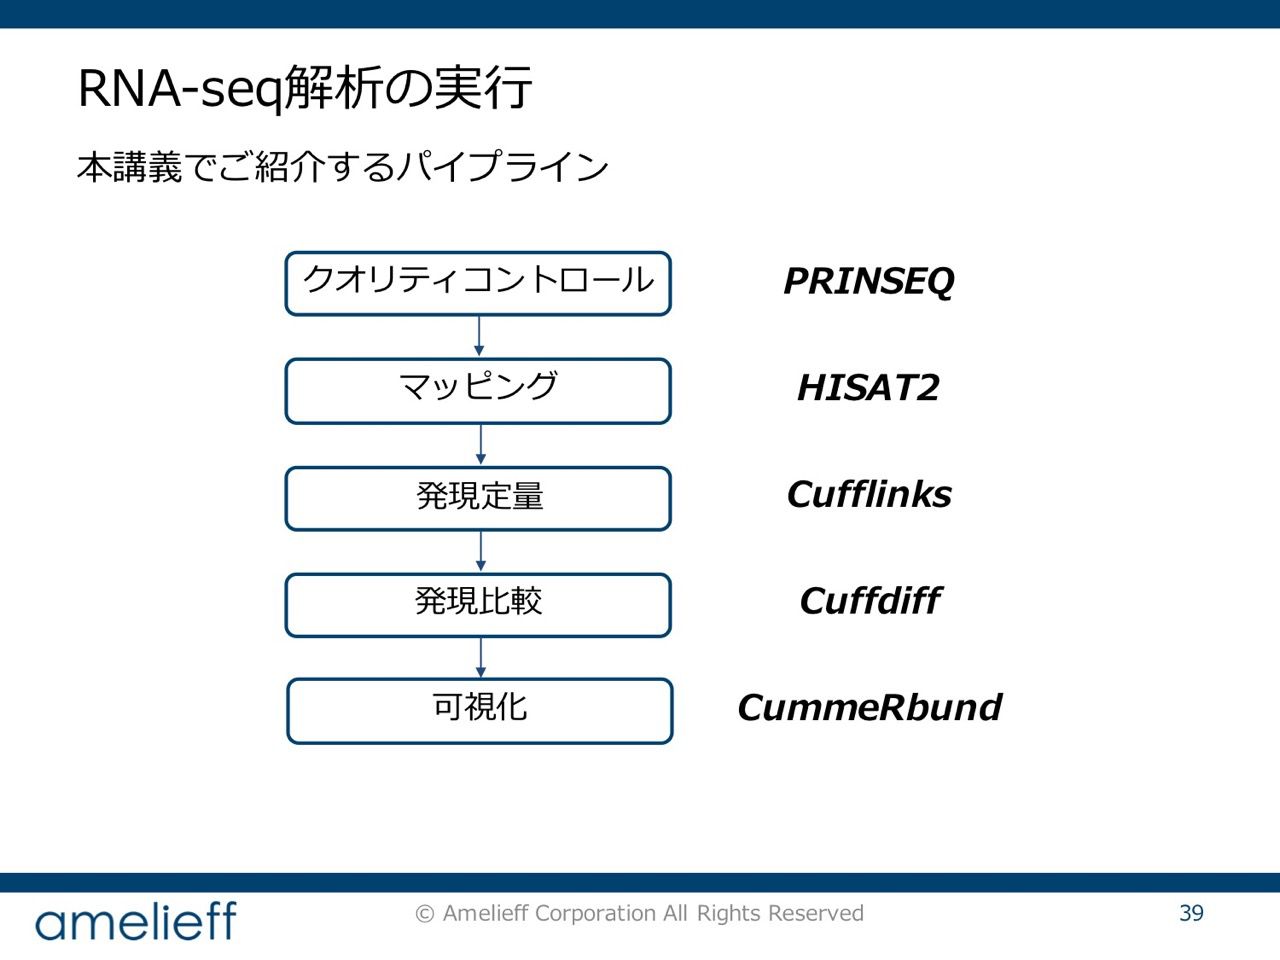 RNA-seq解析の実行
本講義でご紹介するパイプライン
クオリティコントロール PRINSEQ
マッピング HISAT2
発現定量 Cufflinks
発現比較 Cuffdiff
可視化 CummeRbund
amelieff © Amelieff Corporation All Rights Reserved 39